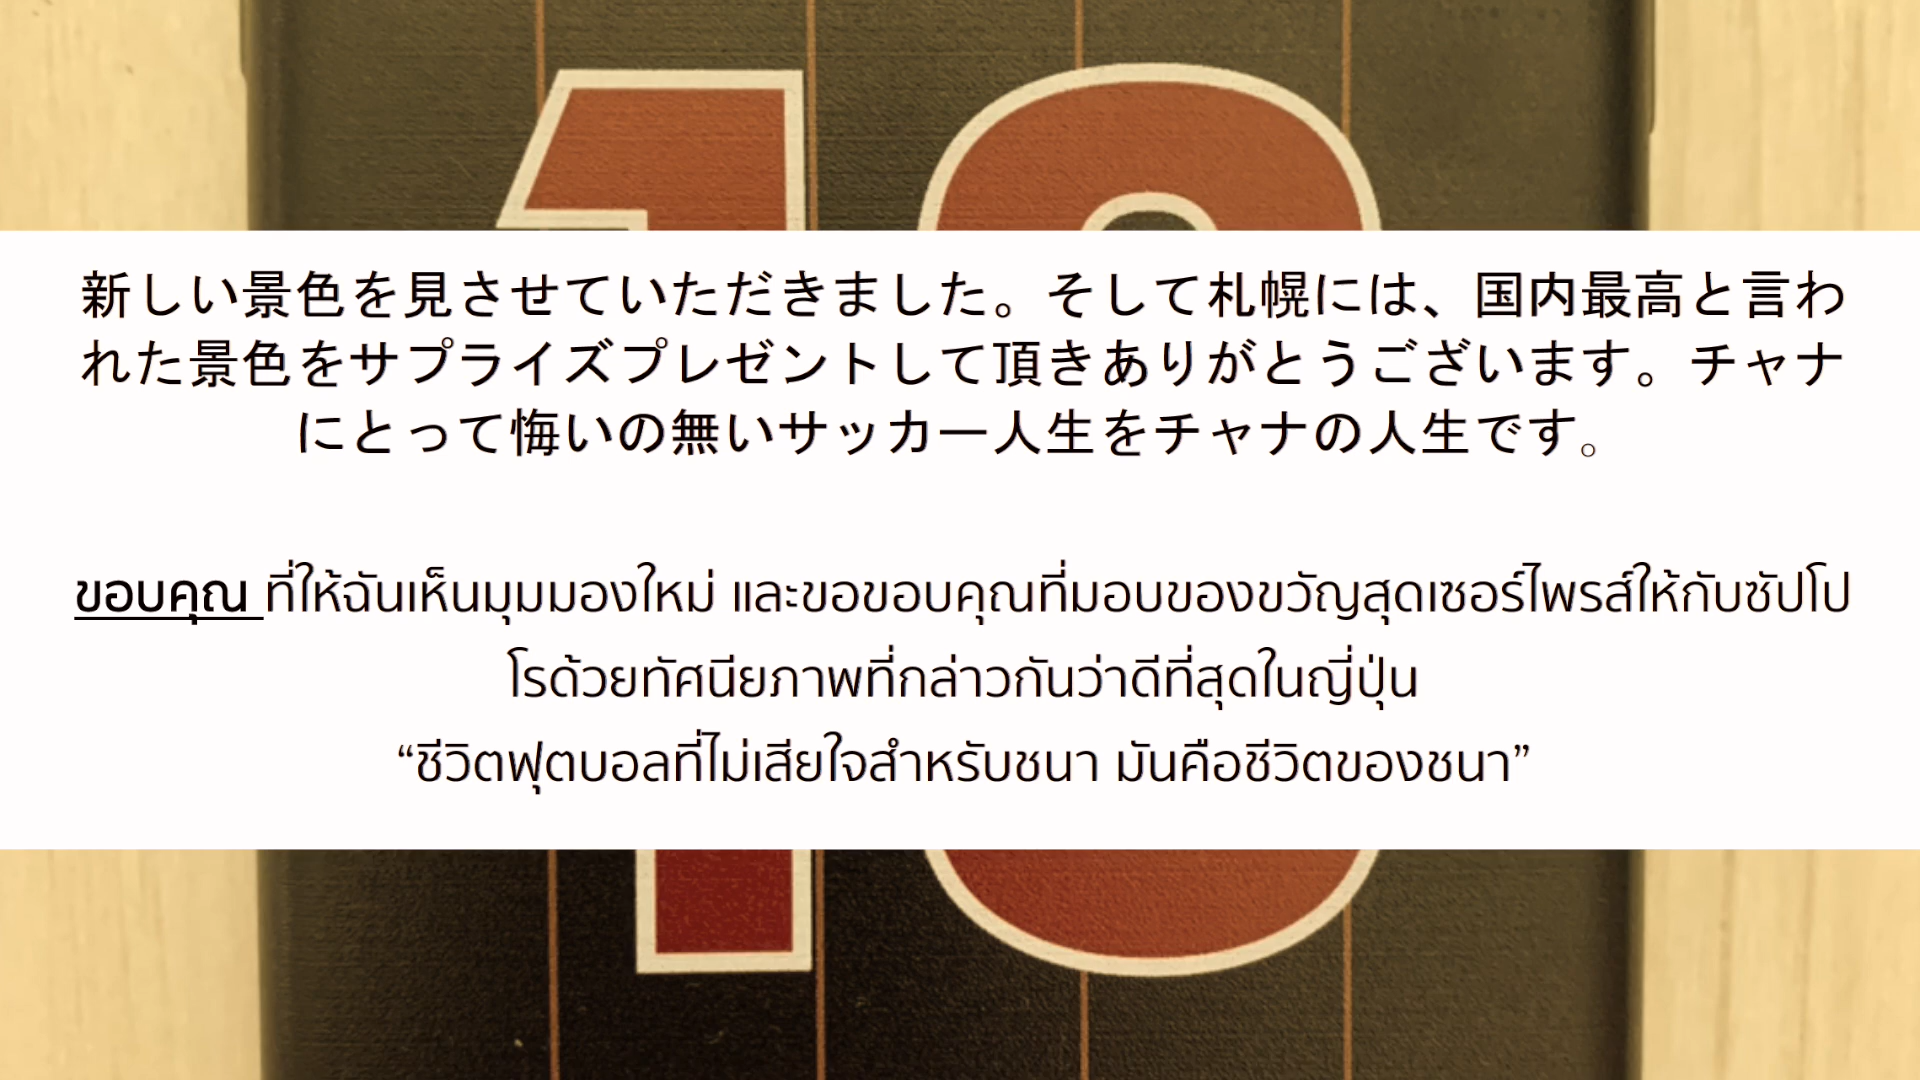 新しい景色を見させていただきました。そして札幌には、国内最高と言わ
れた景色をサプライズプレゼントして頂きありがとうございます。チャナ
にとって悔いの無いサッカー人生をチャナの人生です。
ขอบคุณ ที่ให้ฉันเห็นมุมมองใหม่ และขอขอบคุณที่มอบของขวัญสุดเซอร์ไพรส์ให้กับซัปโป
โรด้วยทัศนียภาพที่กล่าวกันว่าดีที่สุดในญี่ปุ่น
“ชีวิตฟุตบอลที่ไม่เสียใจสำหรับชนา มันคือชีวิตของชนา”